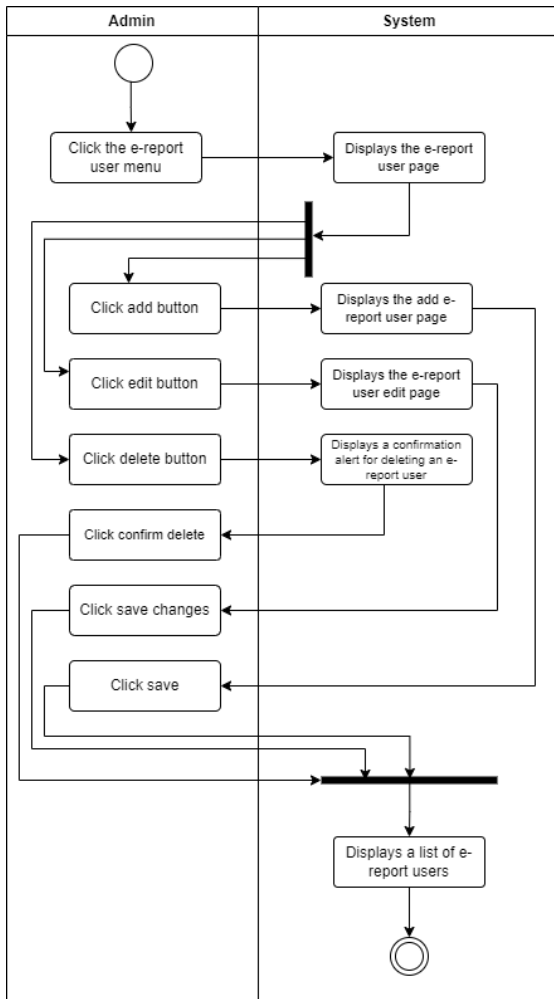 Admin
System
Click the e-report
user menu
Displays the e-report
user page
Click add button
Displays the add e-
report user page
Click edit button
Displays the e-report
user edit page
Click delete button
Displays a confirmation
alert for deleting an e-
report user
Click confirm delete
Click save changes
Click save
Displays a list of e-
report users